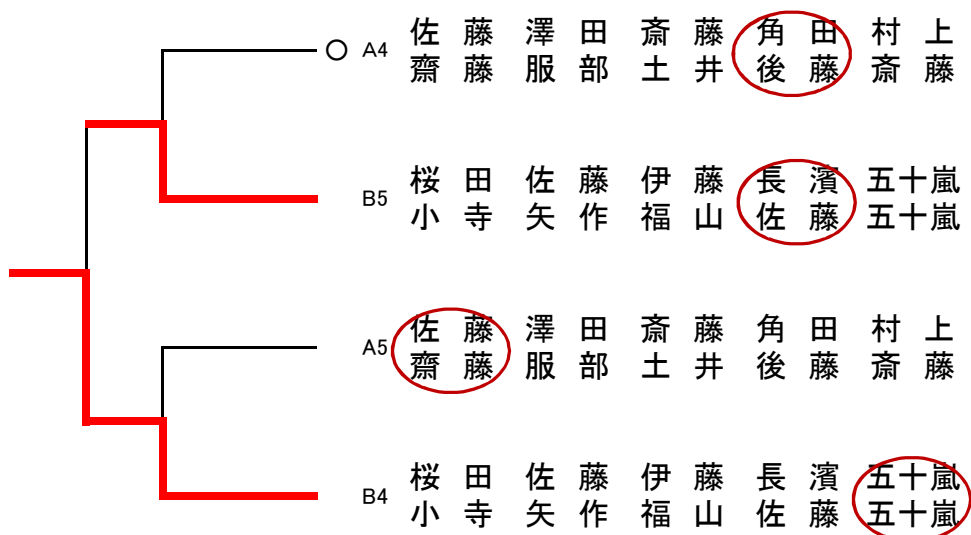 ○ A4 佐藤 澤田 斎藤 角田 村上
齋藤 服部 土井 後藤 斎藤
B5 桜田 佐藤 伊藤 長濱 五十嵐
小寺 矢作 福山 佐藤 五十嵐
A5 佐藤 澤田 斎藤 角田 村上
齋藤 服部 土井 後藤 斎藤
B4 桜田 佐藤 伊藤 長濱 五十嵐
小寺 矢作 福山 佐藤 五十嵐